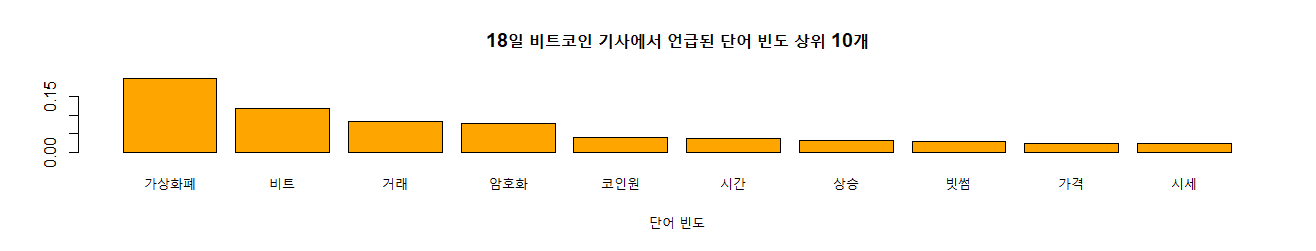 18일 비트코인 기사에서 언급된 단어 빈도 상위 10개
0.15
0.00
가상화폐 비트 거래 암호화 코인원 시간 상승 빗썸 가격 시세
단어 빈도